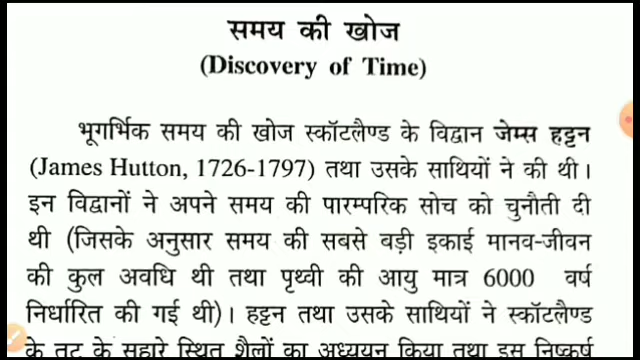 समय की खोज
(Discovery of Time)
भूगर्भिक समय की खोज स्कॉटलैण्ड के विद्वान जेम्स हट्टन
(James Hutton, 1726-1797) तथा उसके साथियों ने की थी।
इन विद्वानों ने अपने समय की पारम्परिक सोच को चुनौती दी
थी (जिसके अनुसार समय की सबसे बड़ी इकाई मानव-जीवन
की कुल अवधि थी तथा पृथ्वी की आयु मात्र 6000 वर्ष
निर्धारित की गई थी)। हट्टन तथा उसके साथियों ने स्कॉटलैण्ड
के तट के सहारे स्थित शैलों का अध्ययन किया तथा इस निष्कर्ष